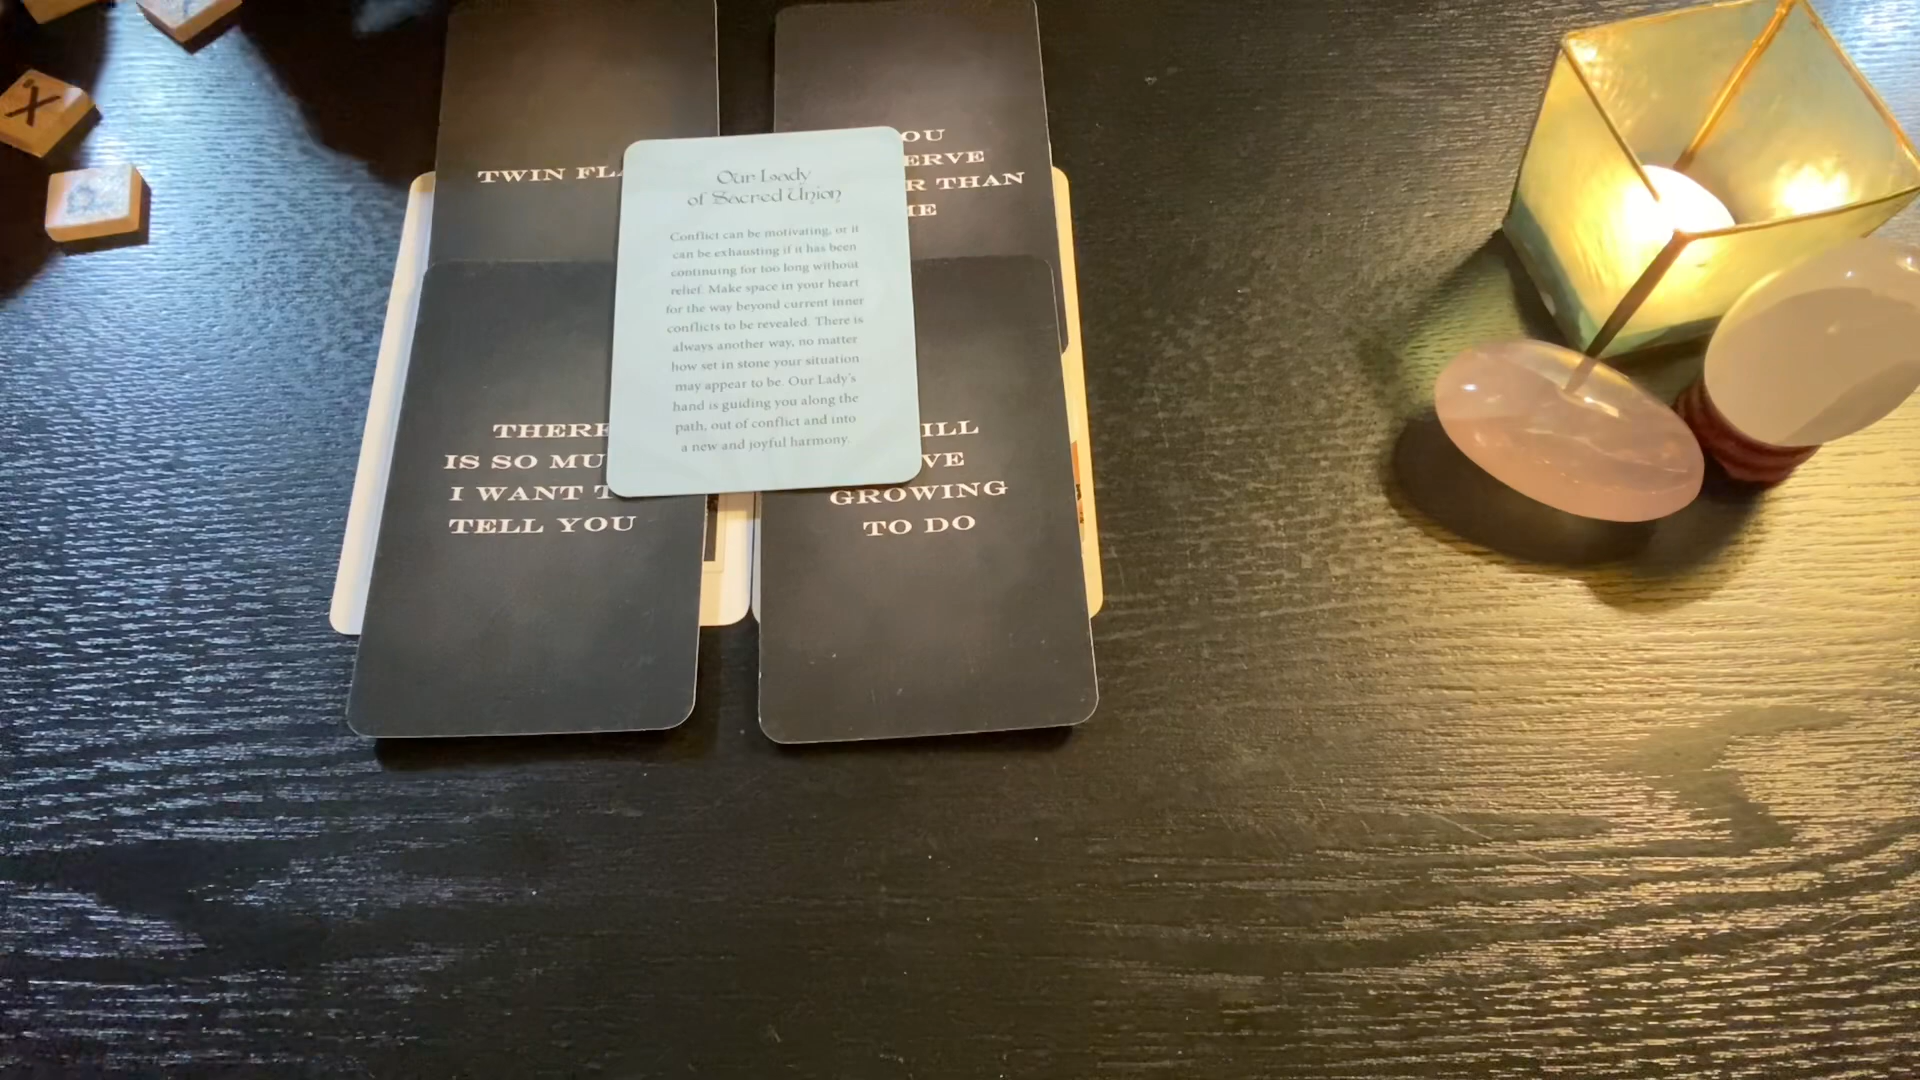 X
TWIN
OU
ERVE
R THAN
ME
Our Lady
of Sacred Union
Conflict can be motivating, or it
can be exhausting if it has been
continuing for too long without
relief. Make space in your heart
for the way beyond current inner
conflicts to be revealed. There is
always another way, no matter
how set in stone your situation
may appear to be. Our Lady's
hand is guiding you along the
path, out of conflict and into
a new and joyful harmony.
THERE
IS SO MU
I WANT T
TELL YOU
ILL
VE
GROWING
TO DO